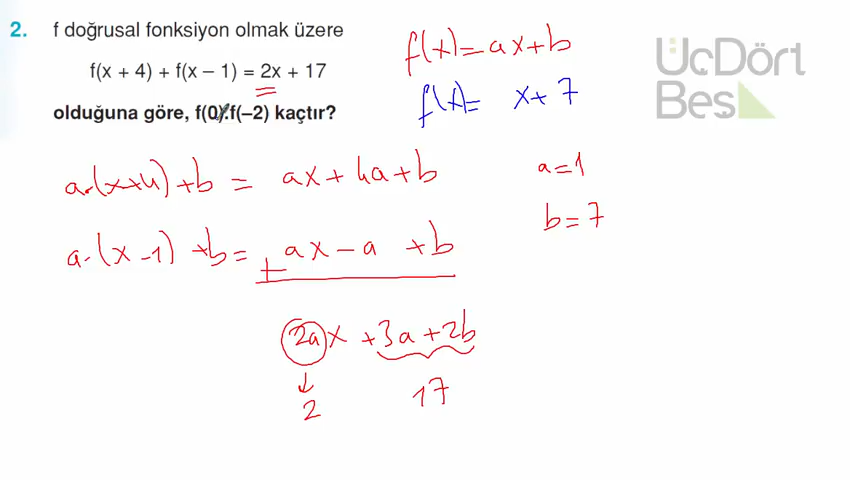 2. f doğrusal fonksiyon olmak üzere
f(x + 4) + f(x – 1) = 2x + 17
olduğuna göre, f(0).f(–2) kaçtır?
f(x)=ax+b
f(x)= x+7
ÜçDört
Beş
a.(x+4)+b = ax+4a+b
a=1
b=7
a.(x-1)+b= +ax-a+b
2ax+3a+2b
↓
2
17